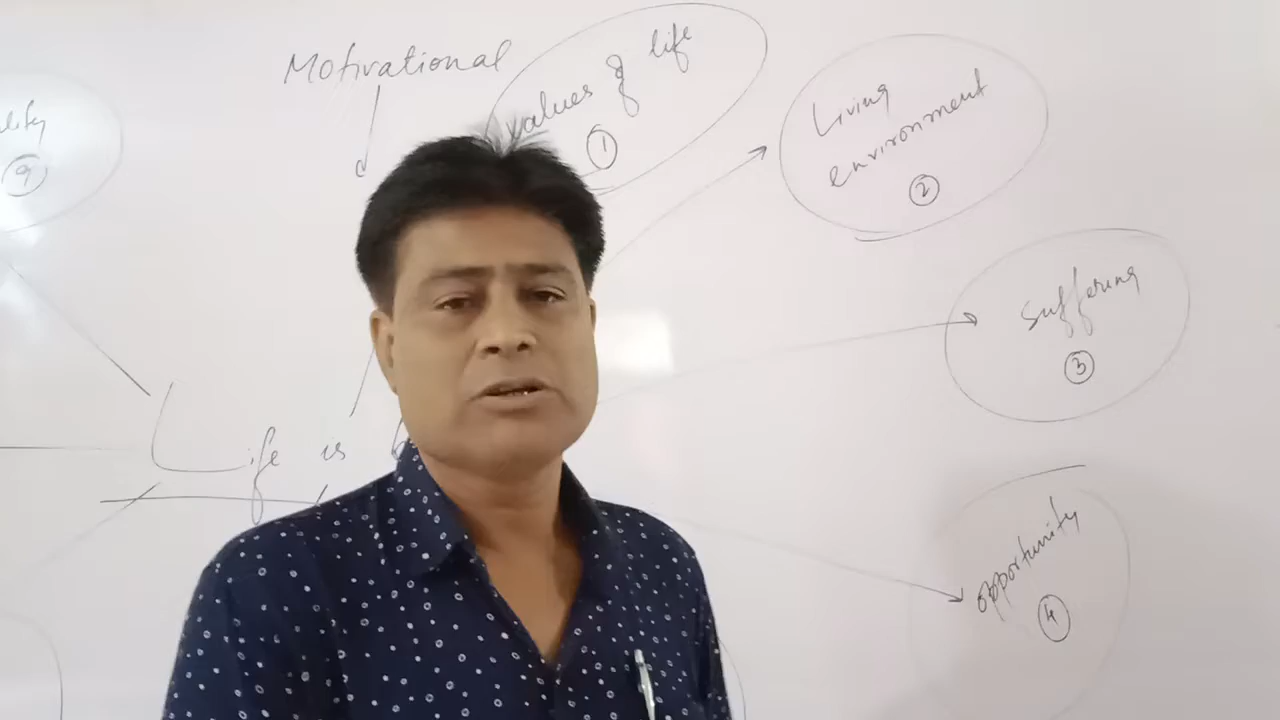 Motivational
values of life
1
Living
environment
2
suffering
3
opportunity
4
9
Life is